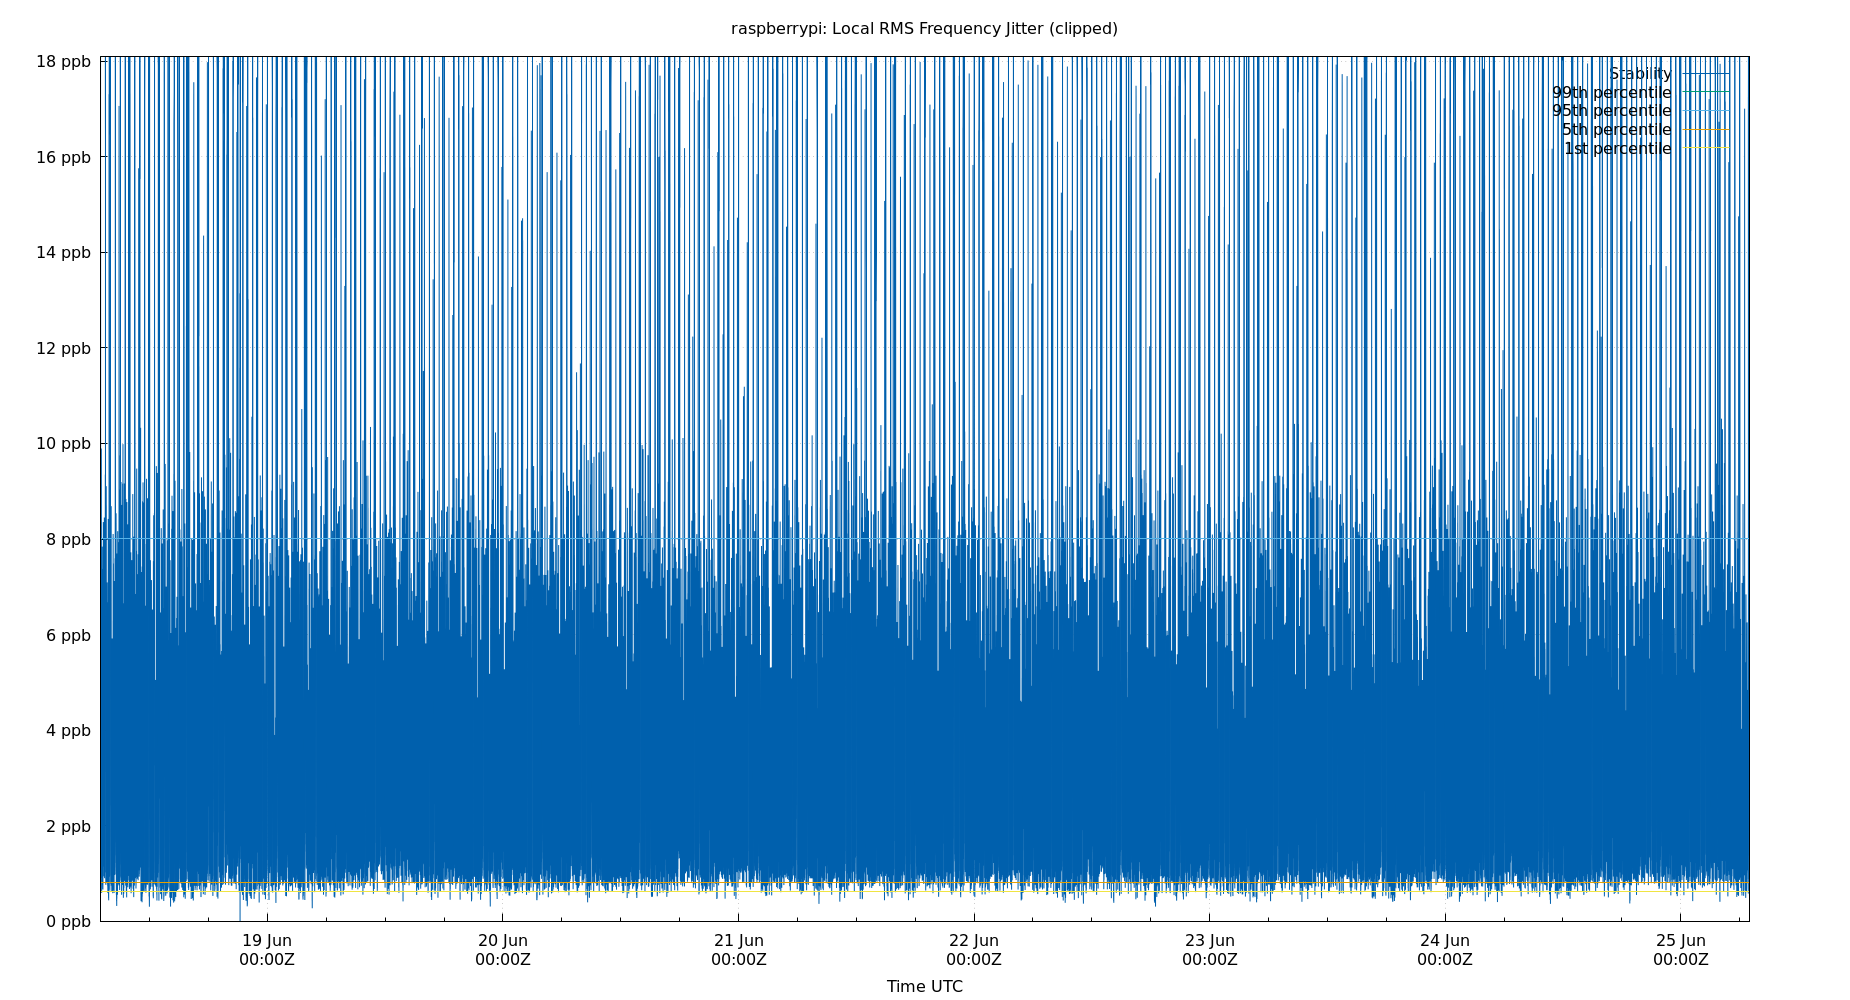 raspberrypi: Local RMS Frequency Jitter (clipped)
18 ppb
16 ppb
14 ppb
12 ppb
10 ppb
8 ppb
6 ppb
4 ppb
2 ppb
0 ppb
Stability
99th percentile
95th percentile
5th percentile
1st percentile
19 Jun 20 Jun 21 Jun 22 Jun 23 Jun 24 Jun 25 Jun
00:00Z 00:00Z 00:00Z 00:00Z 00:00Z 00:00Z 00:00Z
Time UTC